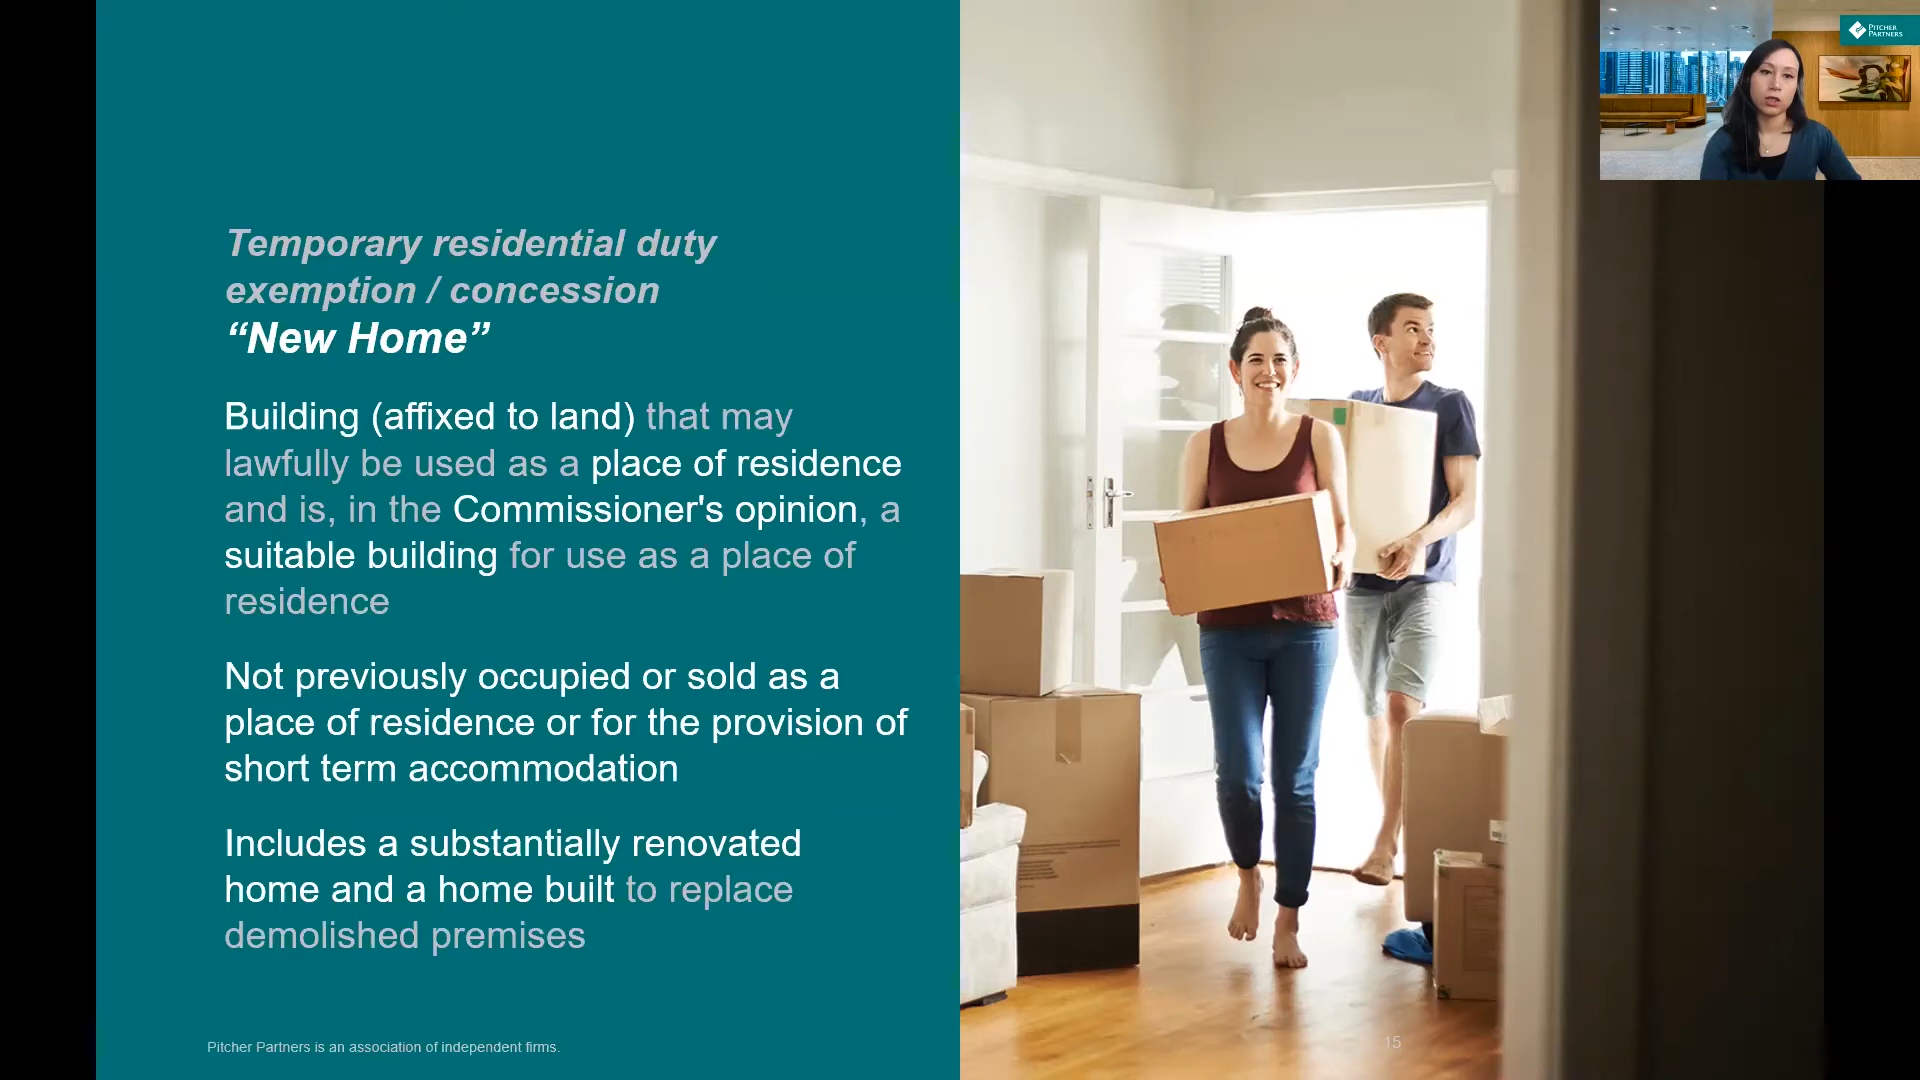 PITCHER
PARTNERS
Temporary residential duty
exemption / concession
“New Home”
Building (affixed to land) that may
lawfully be used as a place of residence
and is, in the Commissioner's opinion, a
suitable building for use as a place of
residence
Not previously occupied or sold as a
place of residence or for the provision of
short term accommodation
Includes a substantially renovated
home and a home built to replace
demolished premises
Pitcher Partners is an association of independent firms.
15